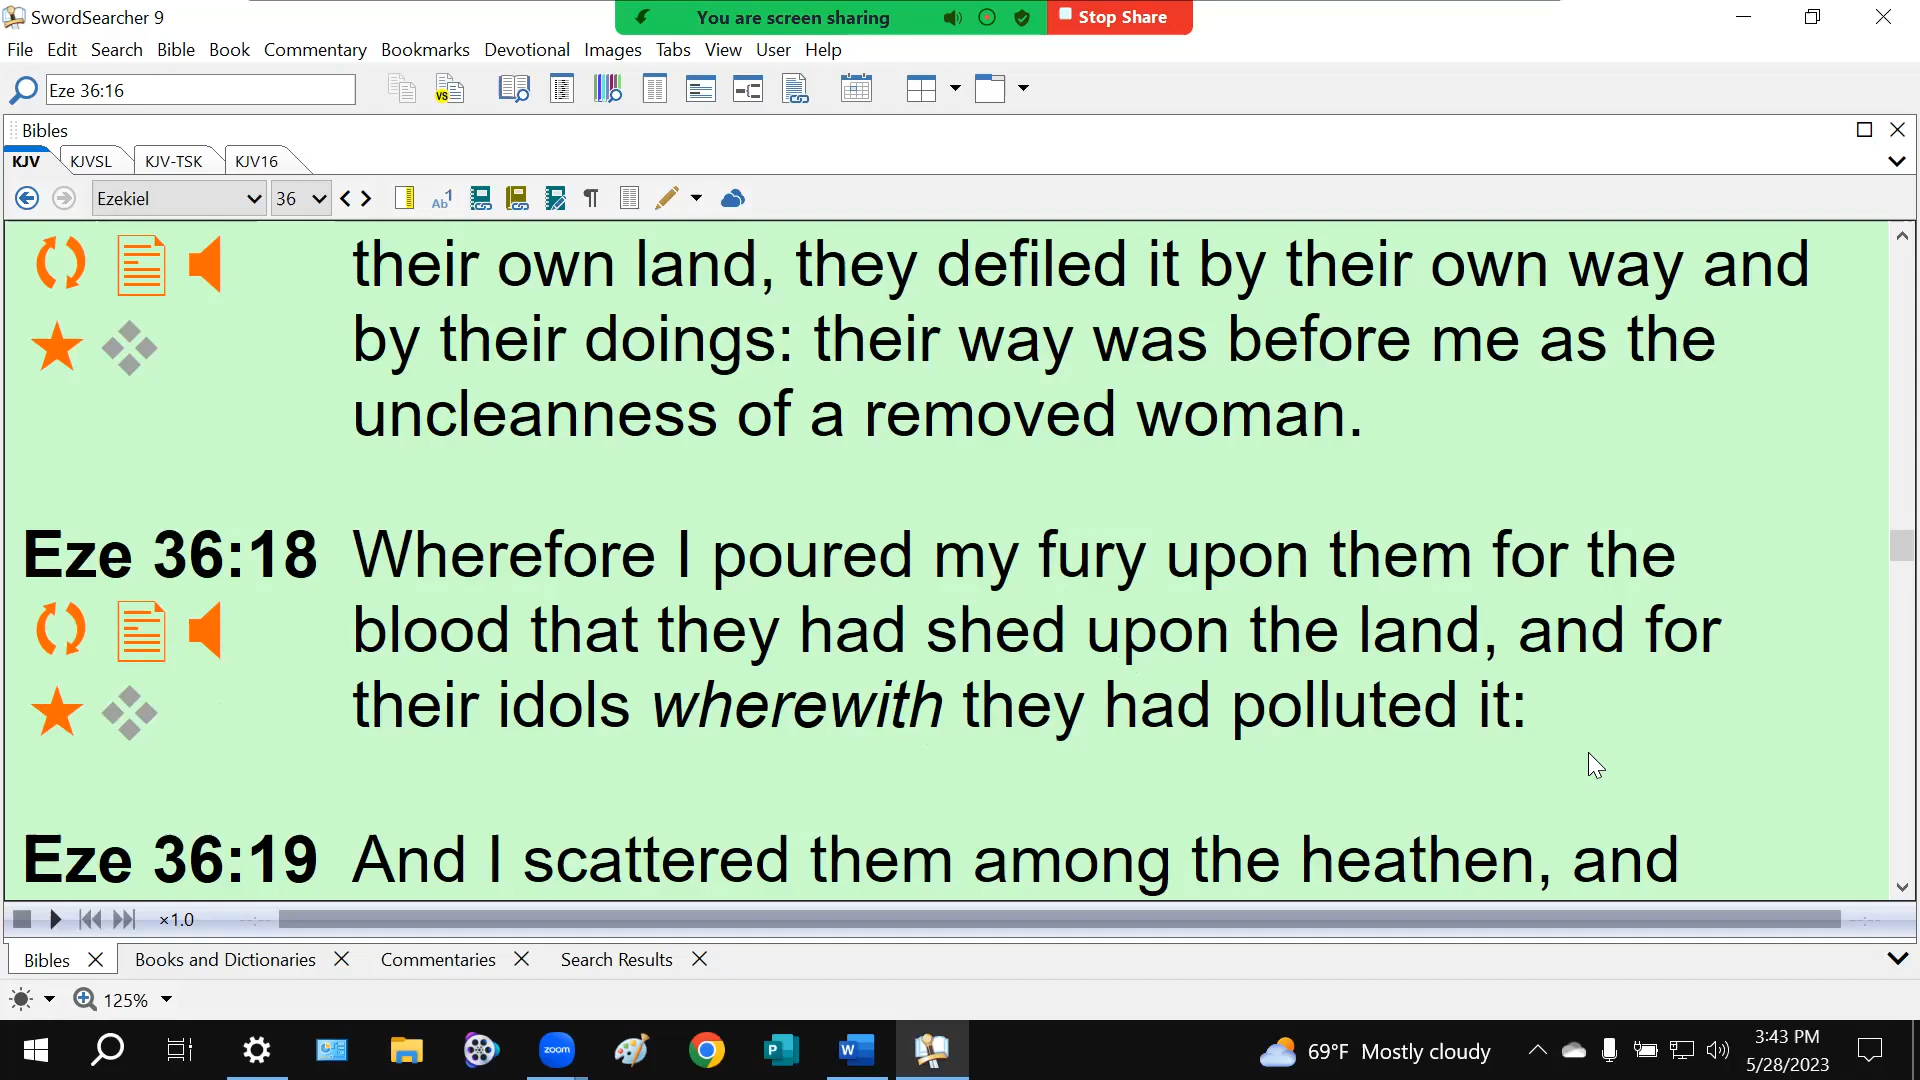 SwordSearcher 9
You are screen sharing
Stop Share
File Edit Search Bible Book Commentary Bookmarks Devotional Images Tabs View User Help
Eze 36:16
VS
Bibles
KJV KJVSL KJV-TSK KJV16
Ezekiel 36 Ab1 ¶
their own land, they defiled it by their own way and
by their doings: their way was before me as the
uncleanness of a removed woman.
Eze 36:18 Wherefore I poured my fury upon them for the
blood that they had shed upon the land, and for
their idols wherewith they had polluted it:
Eze 36:19 And I scattered them among the heathen, and
×1.0 --:-- --:--
Bibles Books and Dictionaries Commentaries Search Results
125%
zoom P W 69°F Mostly cloudy 3:43 PM
5/28/2023